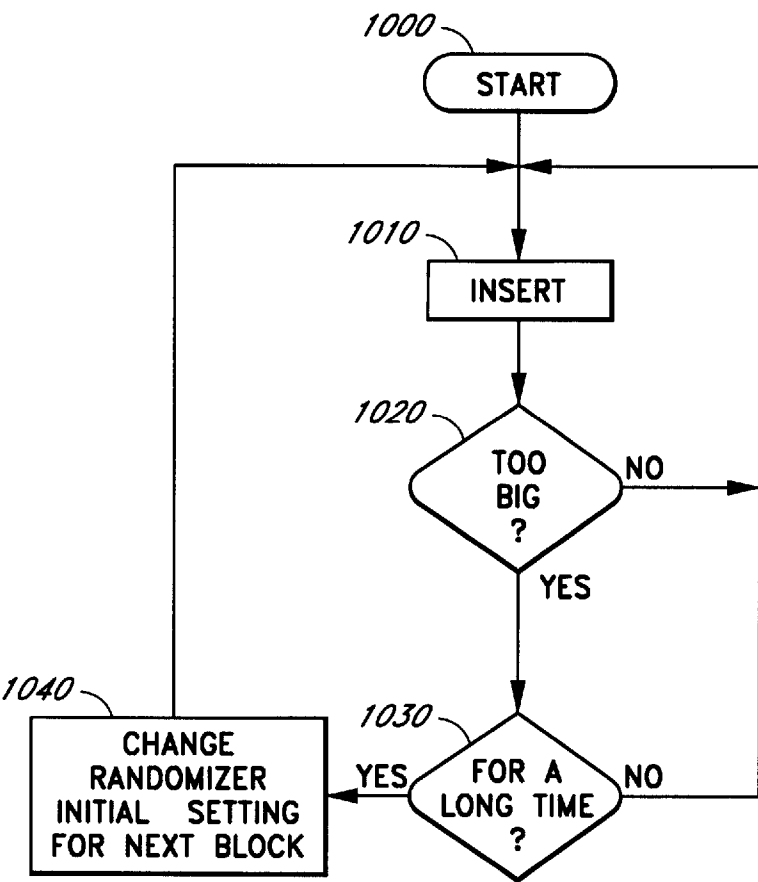 1000
START
1010
INSERT
1020
TOO
BIG
?
NO
YES
1030
FOR A
LONG TIME
?
NO
YES
1040
CHANGE
RANDOMIZER
INITIAL SETTING
FOR NEXT BLOCK